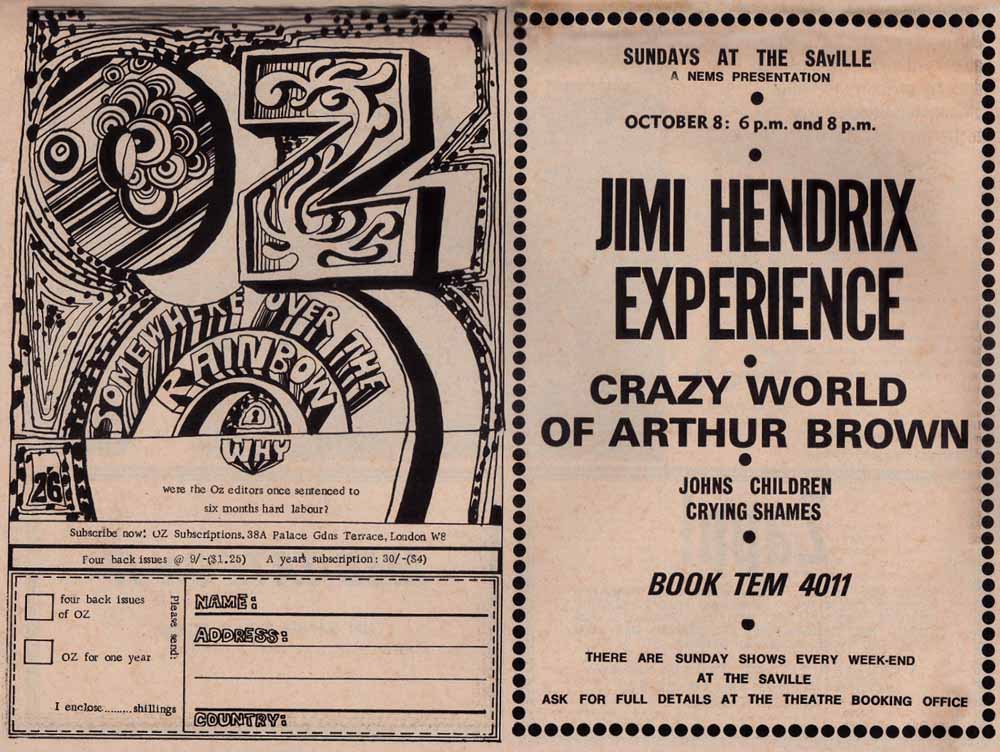 OZ
SOMEWHERE OVER THE
RAINBOW
WHY
were the Oz editors once sentenced to
six months hard labour?
2'6
Subscribe now! OZ Subscriptions, 38A Palace Gdns Terrace, London W8
Four back issues @ 9/-($1.25) A years subscription: 30/-($4)
four back issues
of OZ
OZ for one year
I enclose.........shillings
Please send:
NAME:
ADDRESS:
COUNTRY:
SUNDAYS AT THE SAvILLE
A NEMS PRESENTATION
OCTOBER 8: 6 p.m. and 8 p.m.
JIMI HENDRIX
EXPERIENCE
CRAZY WORLD
OF ARTHUR BROWN
JOHNS CHILDREN
CRYING SHAMES
BOOK TEM 4011
THERE ARE SUNDAY SHOWS EVERY WEEK-END
AT THE SAVILLE
ASK FOR FULL DETAILS AT THE THEATRE BOOKING OFFICE